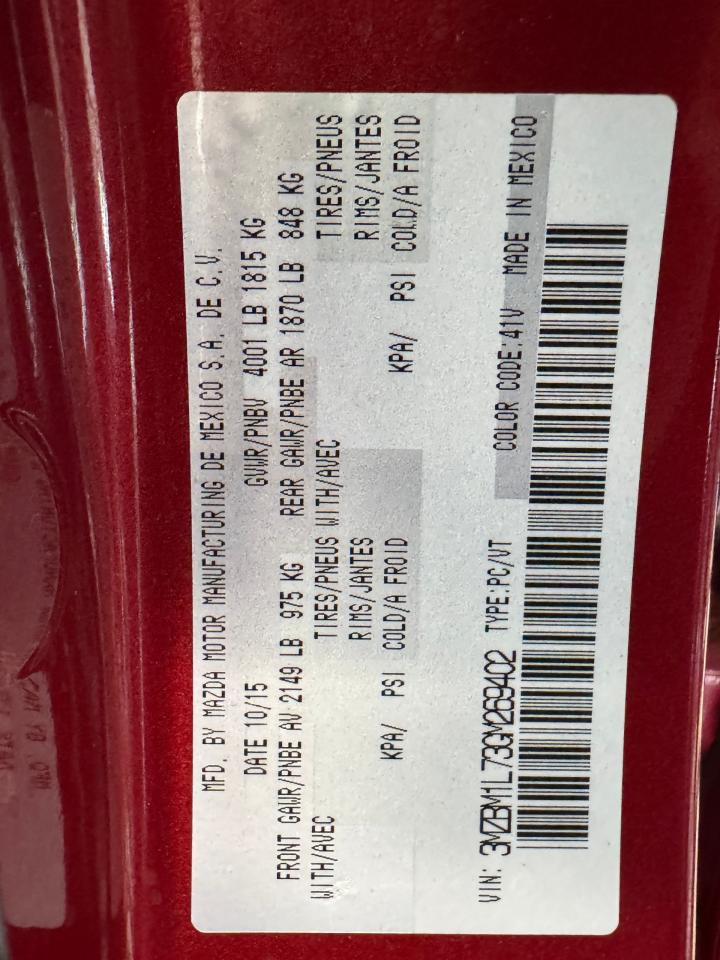 MFD. BY MAZDA MOTOR MANUFACTURING DE MEXICO S.A. DE C.V.
DATE 10/15 GVWR/PNBV 4001 LB 1815 KG
FRONT GAWR/PNBE AV 2149 LB 975 KG REAR GAWR/PNBE AR 1870 LB 848 KG
WITH/AVEC TIRES/PNEUS WITH/AVEC TIRES/PNEUS
RIMS/JANTES RIMS/JANTES
KPA/ PSI COLD/A FROID KPA/ PSI COLD/A FROID
VIN: 3MZBM1L73GM269402 TYPE:PC/VT COLOR CODE:41V MADE IN MEXICO